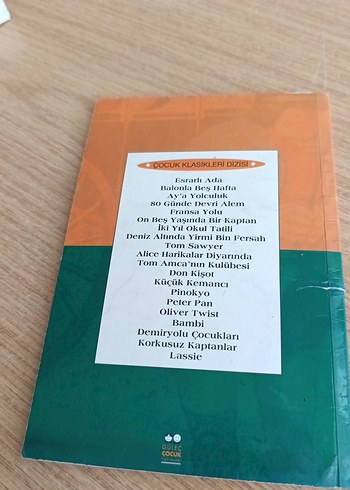 ÇOCUK KLASİKLERİ DİZİSİ
Esrarlı Ada
Balonla Beş Hafta
Ay'a Yolculuk
80 Günde Devri Alem
Fransa Yolu
On Beş Yaşında Bir Kaptan
İki Yıl Okul Tatili
Deniz Altında Yirmi Bin Fersah
Tom Sawyer
Alice Harikalar Diyarında
Tom Amca'nın Kulübesi
Don Kişot
Küçük Kemancı
Pinokyo
Peter Pan
Oliver Twist
Bambi
Demiryolu Çocukları
Korkusuz Kaptanlar
Lassie
ÇOCUK